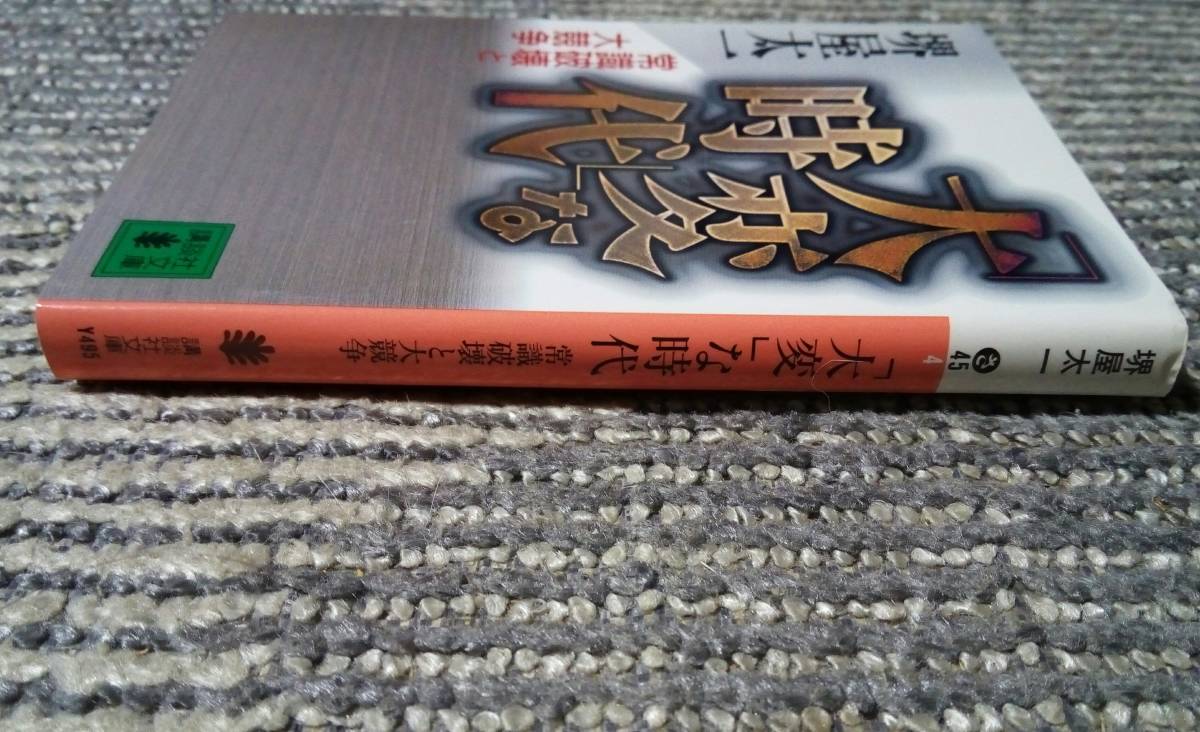 「大変」な
時代
常識破壊と
大競争
堺屋太一
講談社文庫
堺屋太一
さ
45
4
「大変」な時代
常識破壊と大競争
講談社文庫
¥495